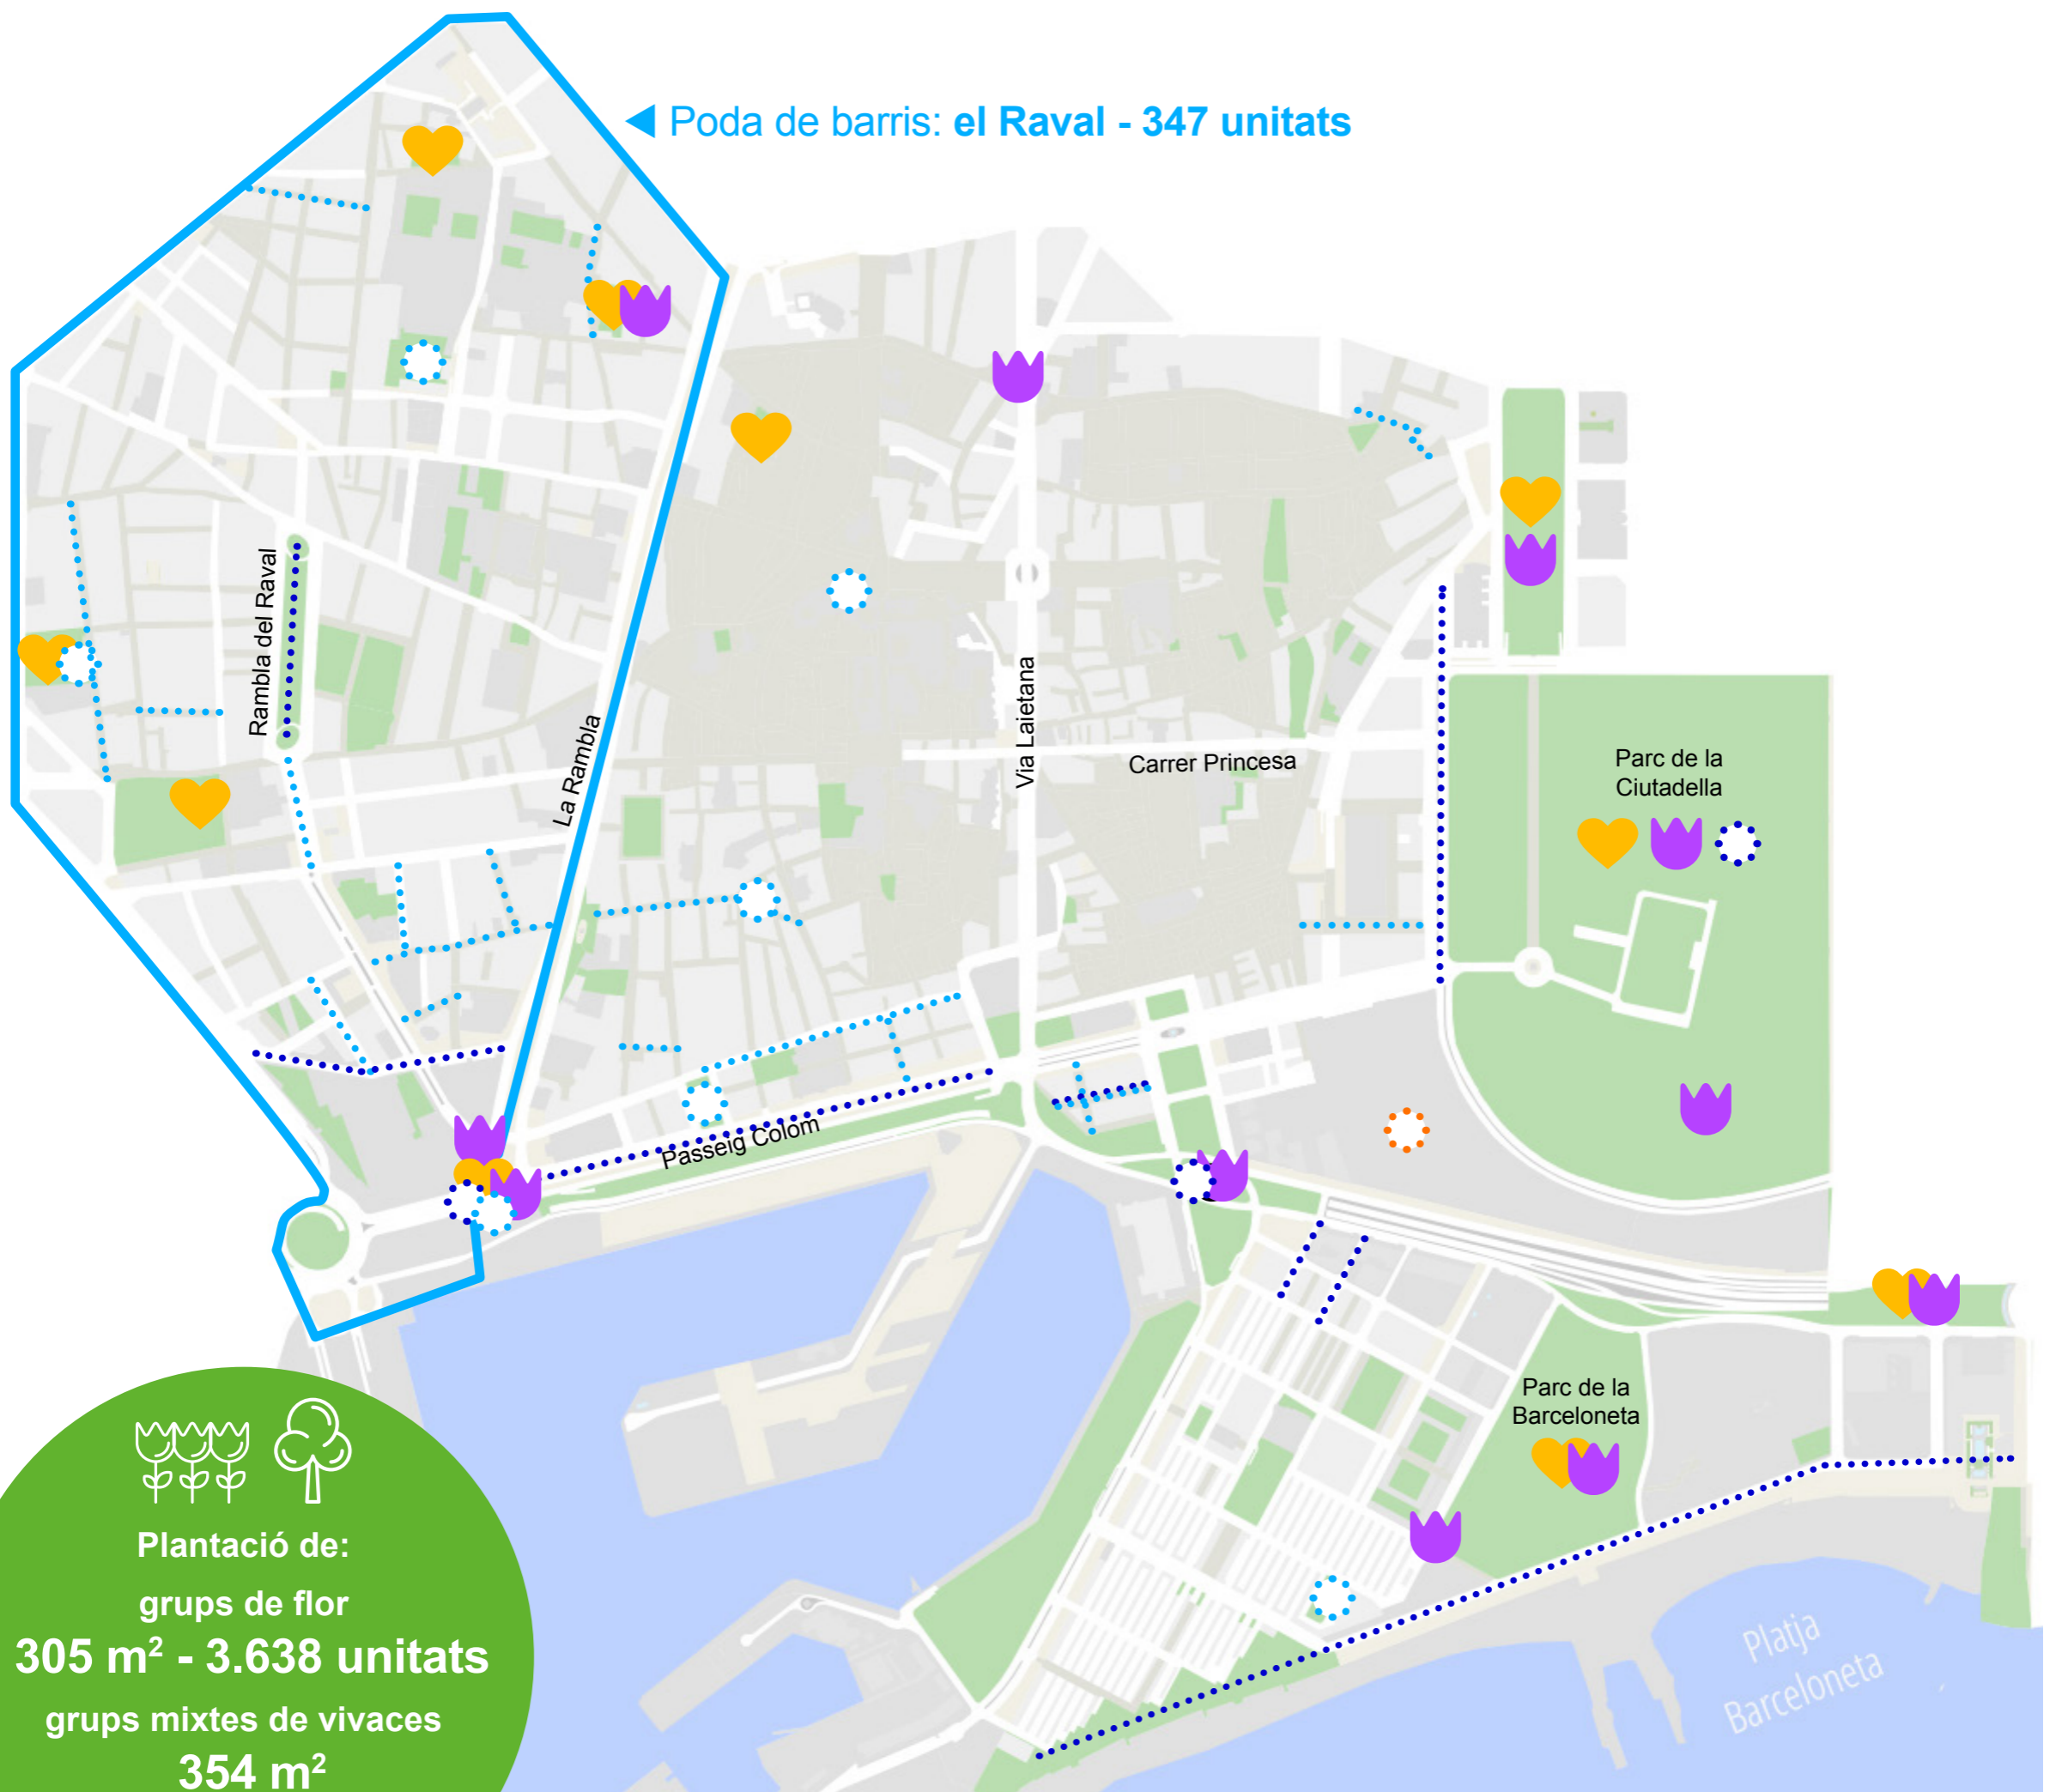 Poda de barris: el Raval - 347 unitats
Rambla del Raval
La Rambla
Via Laietana
Carrer Princesa
Parc de la
Ciutadella
Passeig Colom
Parc de la
Barceloneta
Platja
Barceloneta
Plantació de:
grups de flor
305 m² - 3.638 unitats
grups mixtes de vivaces
354 m²